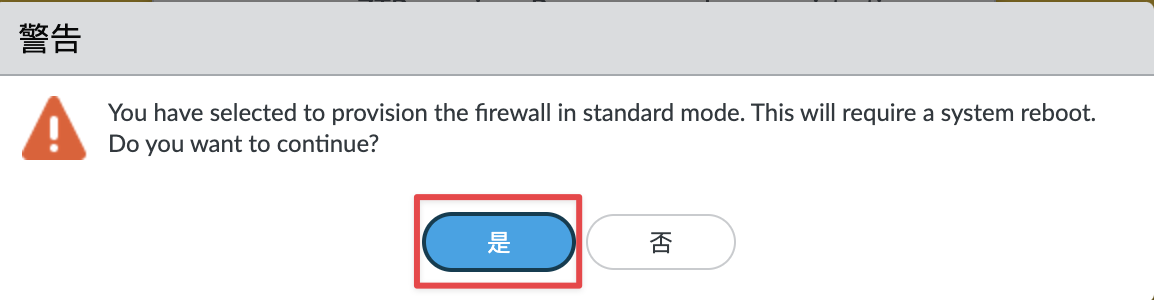 警告
You have selected to provision the firewall in standard mode. This will require a system reboot.
Do you want to continue?
是
否